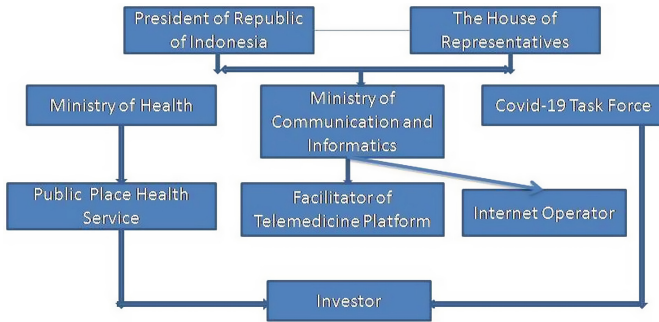 President of Republic
of Indonesia
The House of
Representatives
Ministry of Health
Ministry of
Communication and
Informatics
Covid-19 Task Force
Public Place Health
Service
Facilitator of
Telemedicine Platform
Internet Operator
Investor